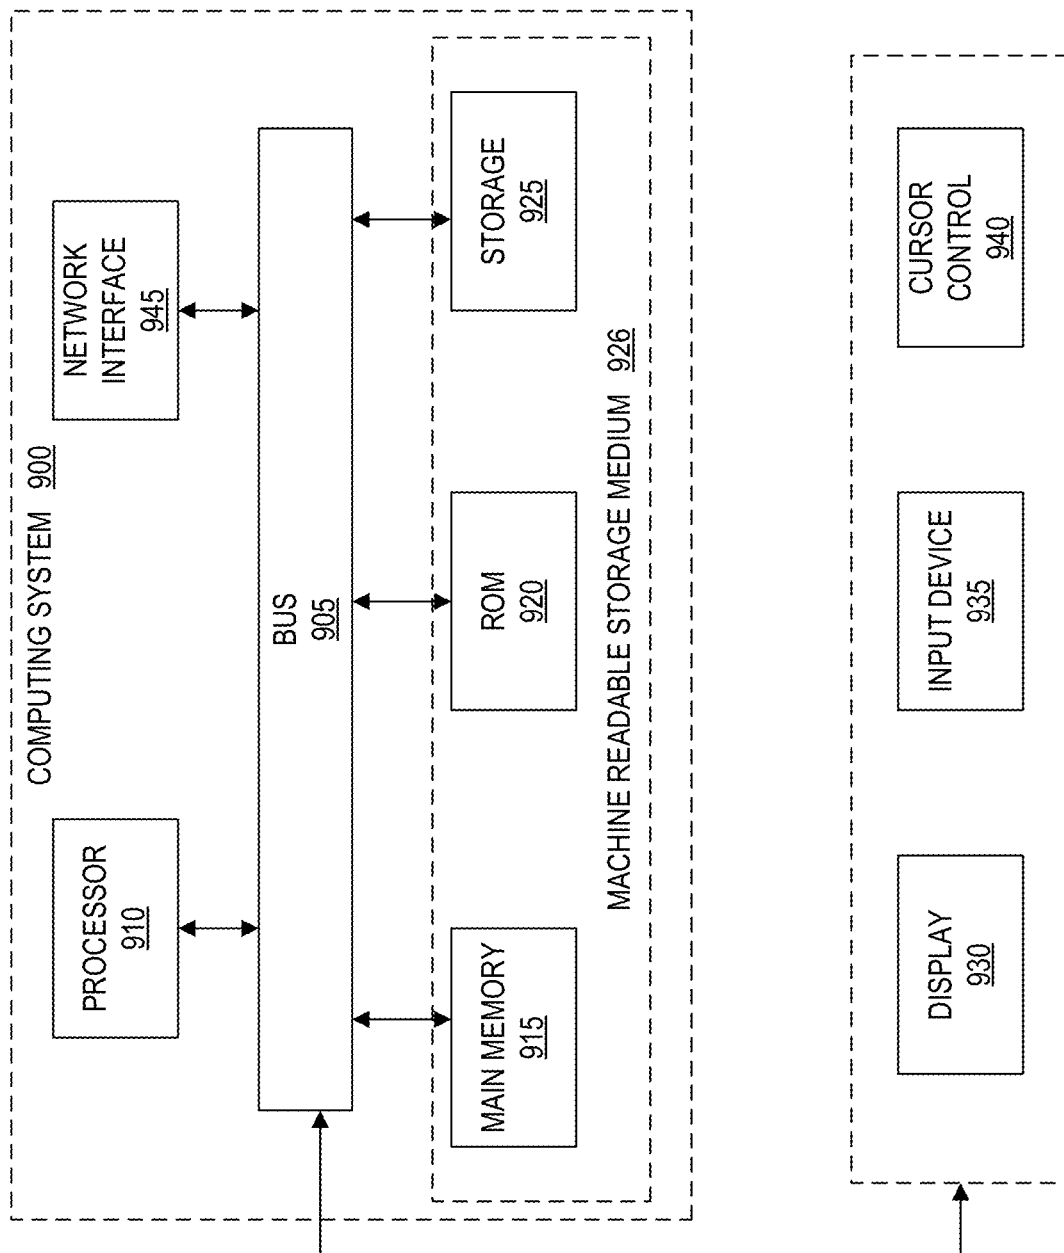 COMPUTING SYSTEM 900
PROCESSOR
910
NETWORK
INTERFACE
945
BUS
905
MAIN MEMORY
915
ROM
920
STORAGE
925
MACHINE READABLE STORAGE MEDIUM 926
DISPLAY
930
INPUT DEVICE
935
CURSOR
CONTROL
940